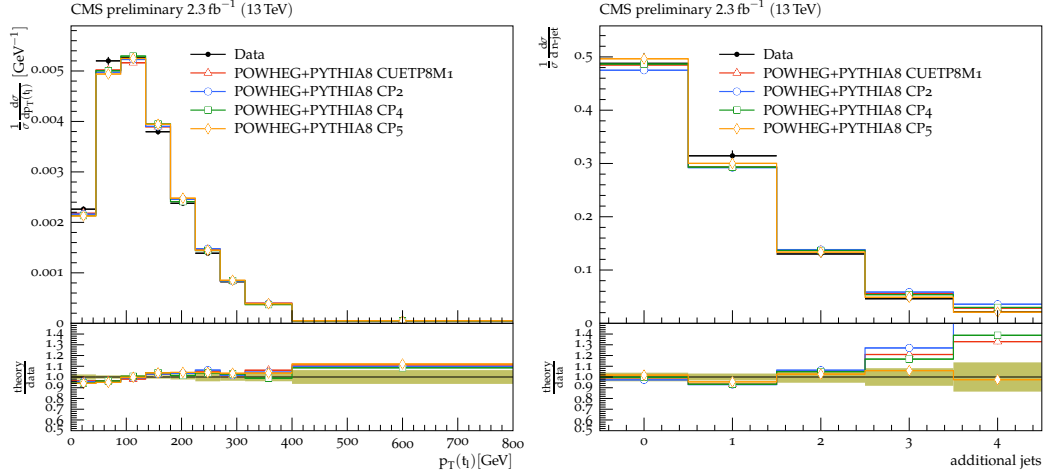 CMS preliminary 2.3 fb⁻¹ (13 TeV)
1/σ dσ/dp_T(t_l) [GeV⁻¹]
0.005
0.004
0.003
0.002
0.001
0
Data
POWHEG+PYTHIA8 CUETP8M1
POWHEG+PYTHIA8 CP2
POWHEG+PYTHIA8 CP4
POWHEG+PYTHIA8 CP5
theory/data
1.4
1.3
1.2
1.1
1.0
0.9
0.8
0.7
0.6
0.5
0 100 200 300 400 500 600 700 800
p_T(t_l) [GeV]
CMS preliminary 2.3 fb⁻¹ (13 TeV)
1/σ dσ/d n-jet
0.5
0.4
0.3
0.2
0.1
0
Data
POWHEG+PYTHIA8 CUETP8M1
POWHEG+PYTHIA8 CP2
POWHEG+PYTHIA8 CP4
POWHEG+PYTHIA8 CP5
theory/data
1.4
1.3
1.2
1.1
1.0
0.9
0.8
0.7
0.6
0.5
0 1 2 3 4
additional jets